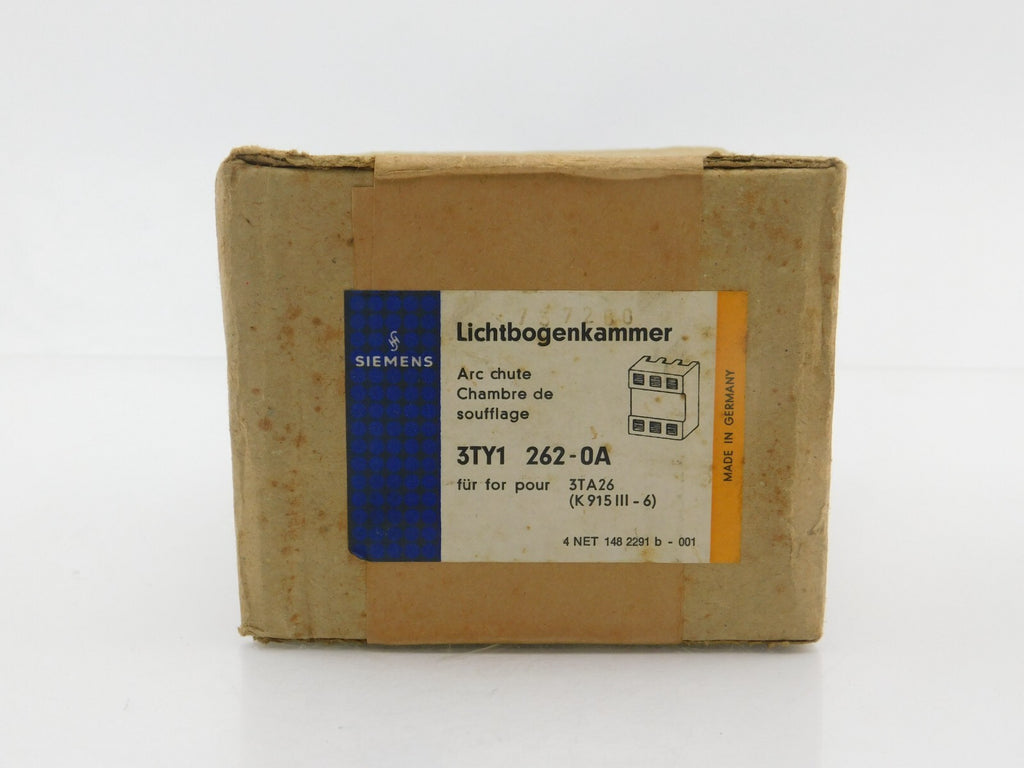 SIEMENS
Lichtbogenkammer
Arc chute
Chambre de
soufflage
3TY1 262-0A
für for pour 3TA26
(K 915 III - 6)
4 NET 148 2291 b - 001
MADE IN GERMANY